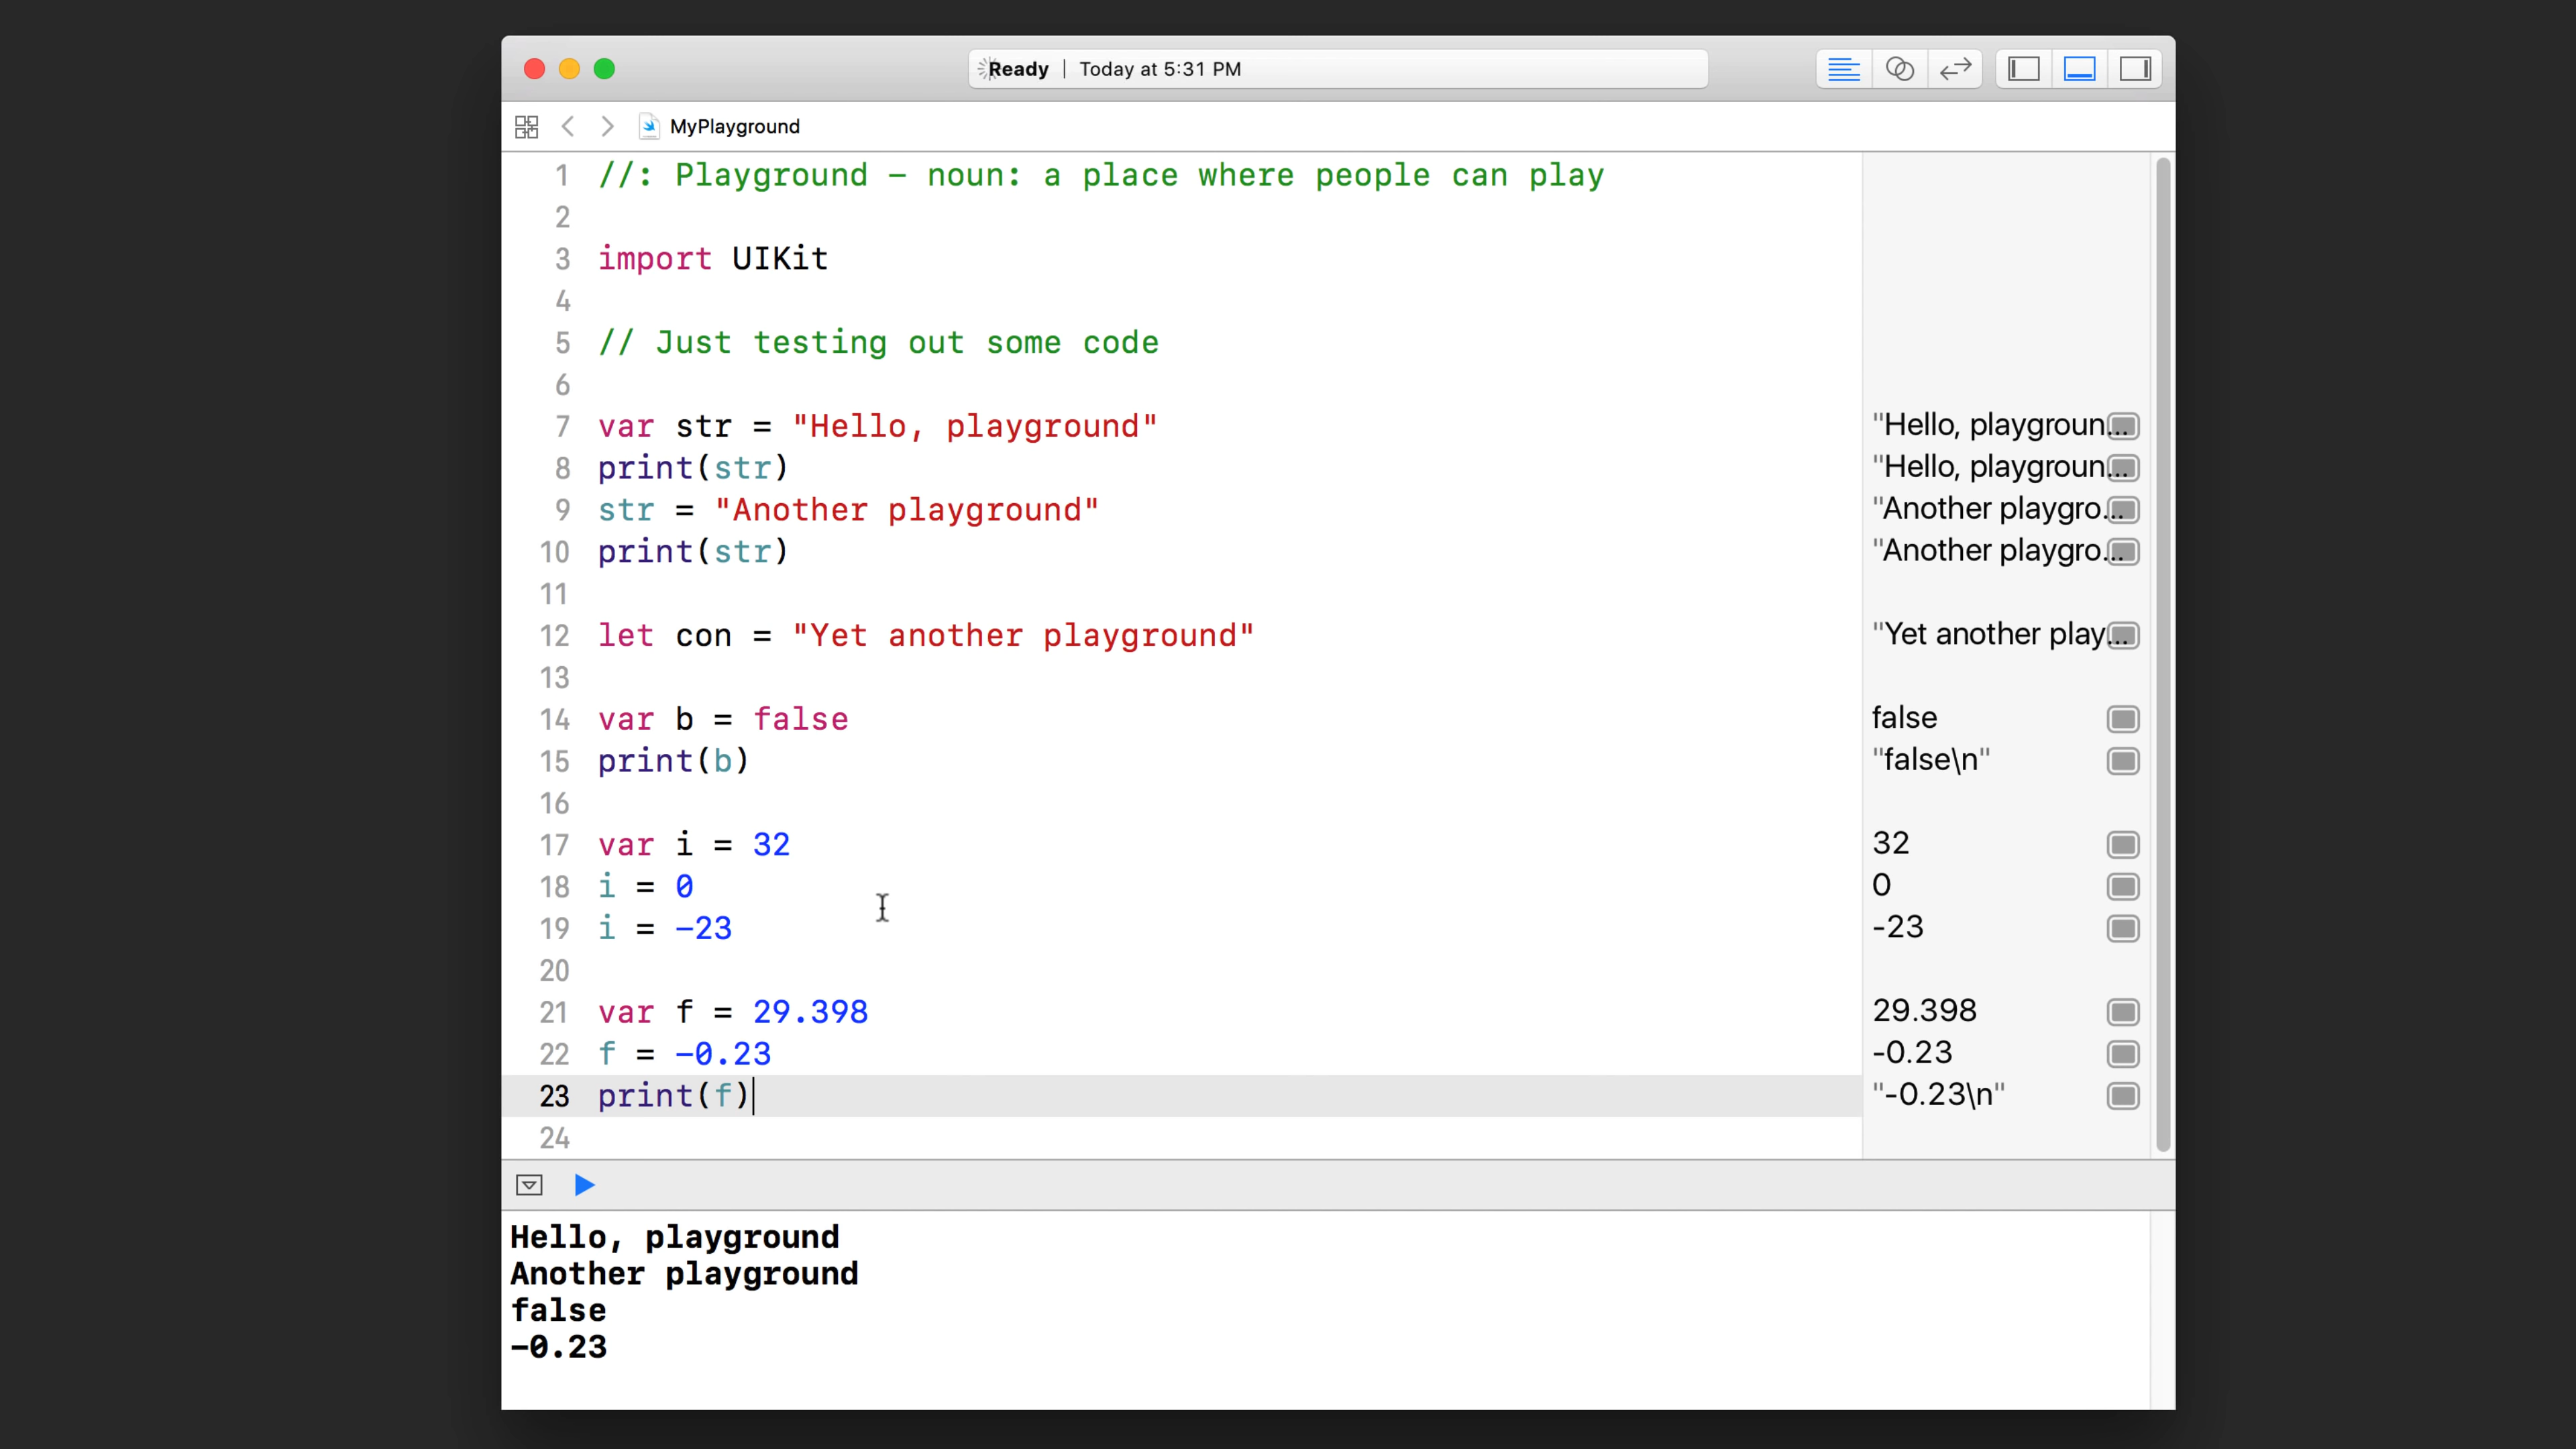 Ready | Today at 5:31 PM
MyPlayground
1 //: Playground – noun: a place where people can play
2
3 import UIKit
4
5 // Just testing out some code
6
7 var str = "Hello, playground" "Hello, playgroun...
8 print(str) "Hello, playgroun...
9 str = "Another playground" "Another playgro...
10 print(str) "Another playgro...
11
12 let con = "Yet another playground" "Yet another play...
13
14 var b = false false
15 print(b) "false\n"
16
17 var i = 32 32
18 i = 0 0
19 i = -23 -23
20
21 var f = 29.398 29.398
22 f = -0.23 -0.23
23 print(f) "-0.23\n"
24
Hello, playground
Another playground
false
-0.23